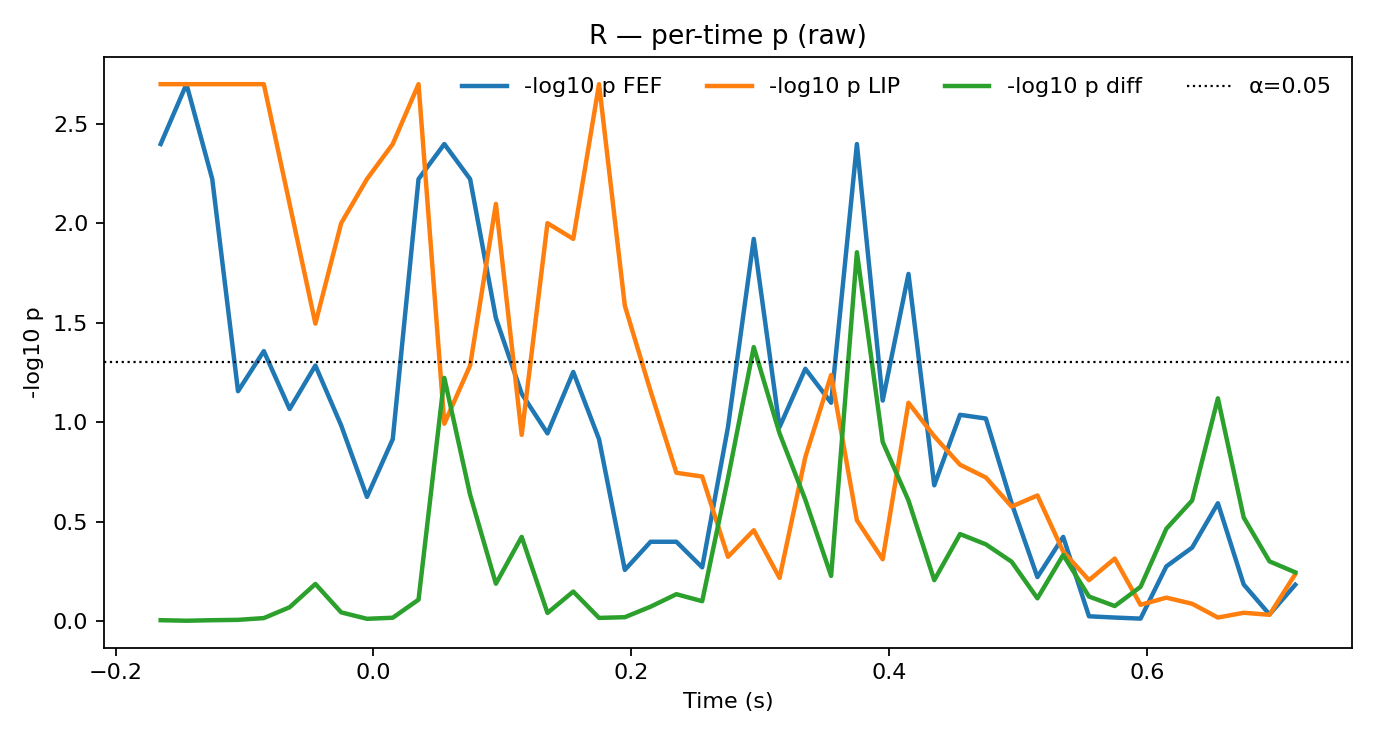 R — per-time p (raw)
-log10 p FEF
-log10 p LIP
-log10 p diff
α=0.05
-log10 p
2.5
2.0
1.5
1.0
0.5
0.0
−0.2
0.0
0.2
0.4
0.6
Time (s)